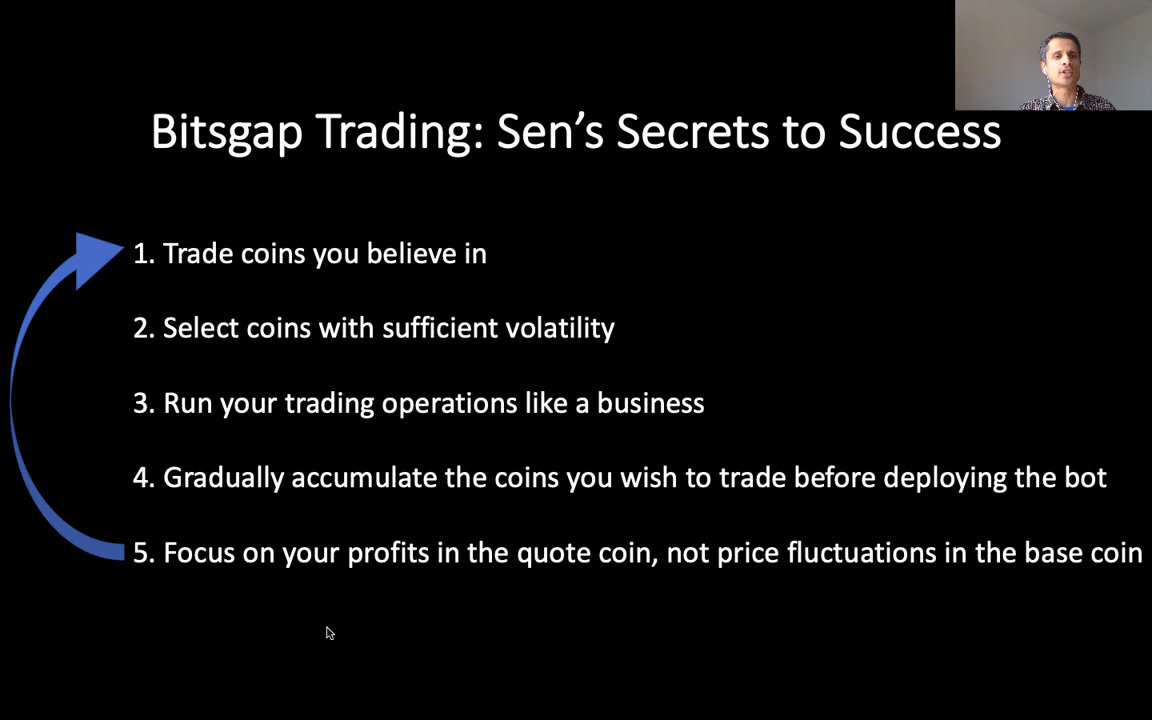 Bitsgap Trading: Sen’s Secrets to Success
1. Trade coins you believe in
2. Select coins with sufficient volatility
3. Run your trading operations like a business
4. Gradually accumulate the coins you wish to trade before deploying the bot
5. Focus on your profits in the quote coin, not price fluctuations in the base coin